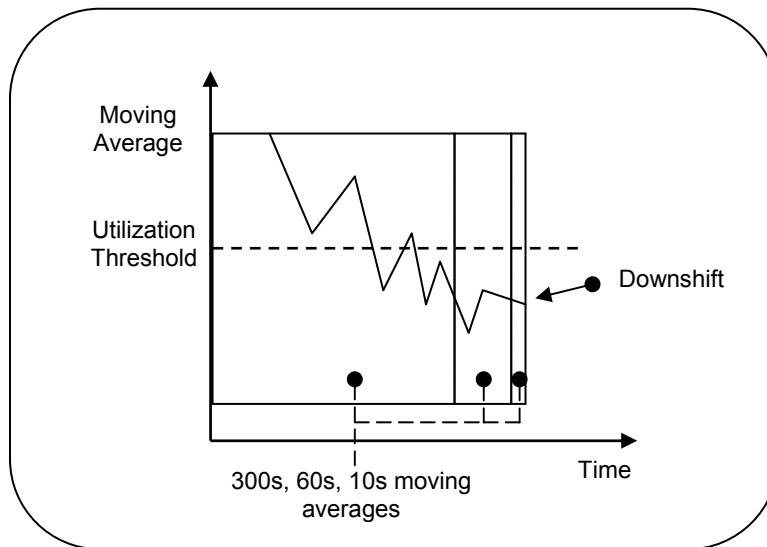 Moving
Average
Utilization
Threshold
Downshift
Time
300s, 60s, 10s moving
averages